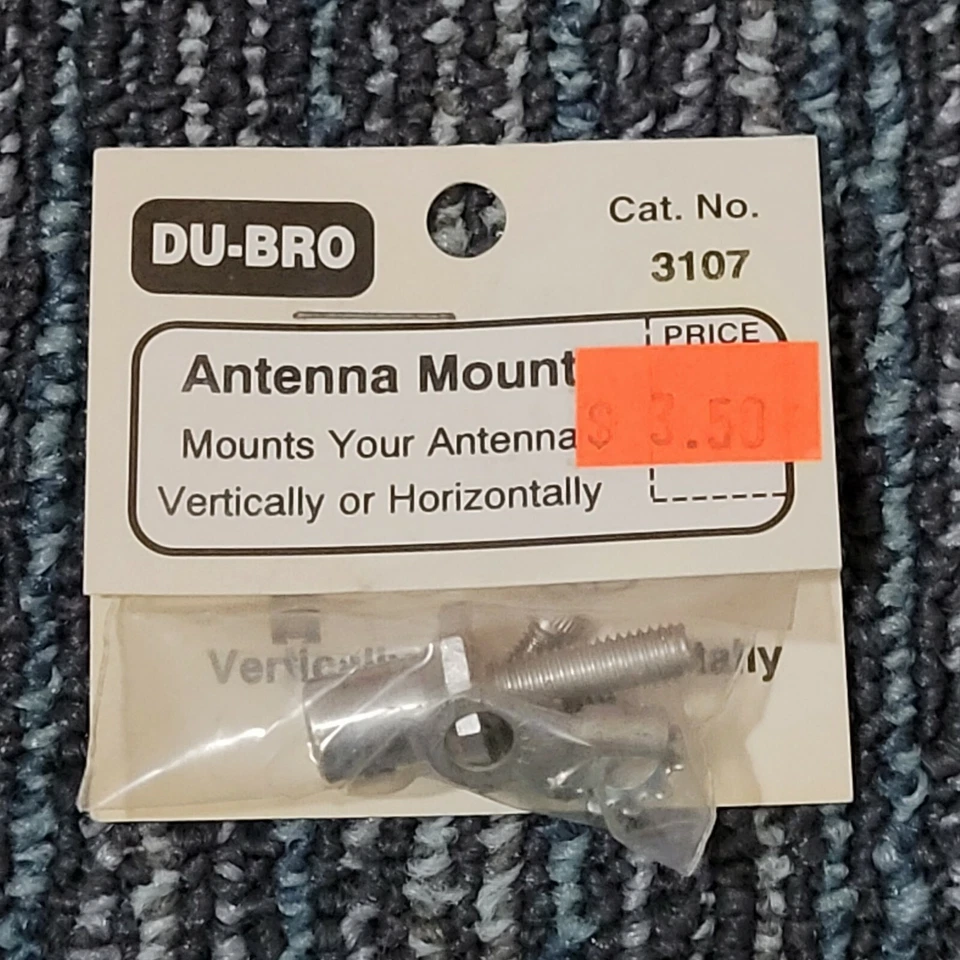 DU-BRO
Cat. No.
3107
PRICE
Antenna Mount
$ 3.50
Mounts Your Antenna
Vertically or Horizontally